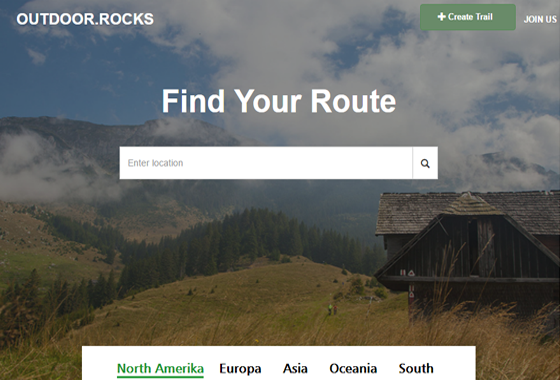 OUTDOOR.ROCKS
Create Trail
JOIN US
Find Your Route
Enter location
North Amerika Europa Asia Oceania South